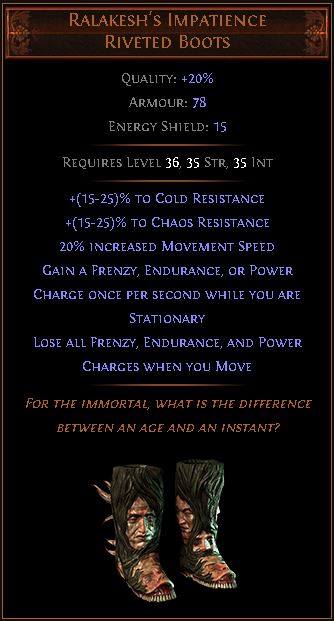 Ralakesh's Impatience
Riveted Boots
Quality: +20%
Armour: 78
Energy Shield: 15
Requires Level 36, 35 Str, 35 Int
+(15-25)% to Cold Resistance
+(15-25)% to Chaos Resistance
20% increased Movement Speed
Gain a Frenzy, Endurance, or Power
Charge once per second while you are
Stationary
Lose all Frenzy, Endurance, and Power
Charges when you Move
For the immortal, what is the difference
between an age and an instant?